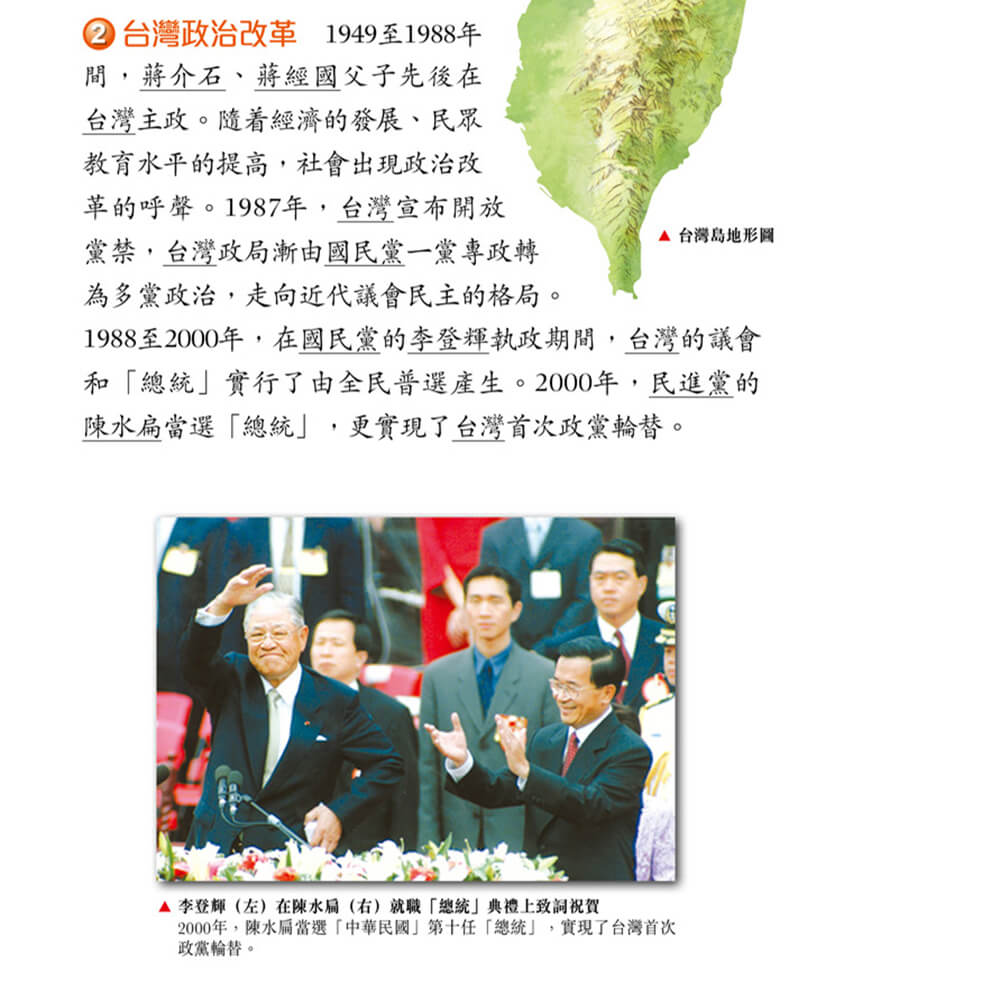 2 台灣政治改革　1949至1988年
間，蔣介石、蔣經國父子先後在
台灣主政。隨着經濟的發展、民眾
教育水平的提高，社會出現政治改
革的呼聲。1987年，台灣宣布開放
黨禁，台灣政局漸由國民黨一黨專政轉
為多黨政治，走向近代議會民主的格局。
1988至2000年，在國民黨的李登輝執政期間，台灣的議會
和「總統」實行了由全民普選產生。2000年，民進黨的
陳水扁當選「總統」，更實現了台灣首次政黨輪替。
▲ 台灣島地形圖
▲ 李登輝（左）在陳水扁（右）就職「總統」典禮上致詞祝賀
2000年，陳水扁當選「中華民國」第十任「總統」，實現了台灣首次
政黨輪替。